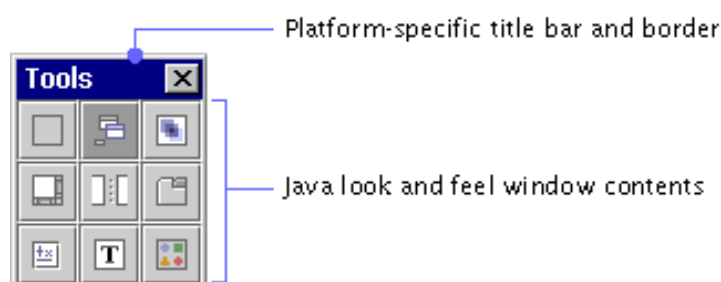 Platform-specific title bar and border
Tools
Java look and feel window contents
T